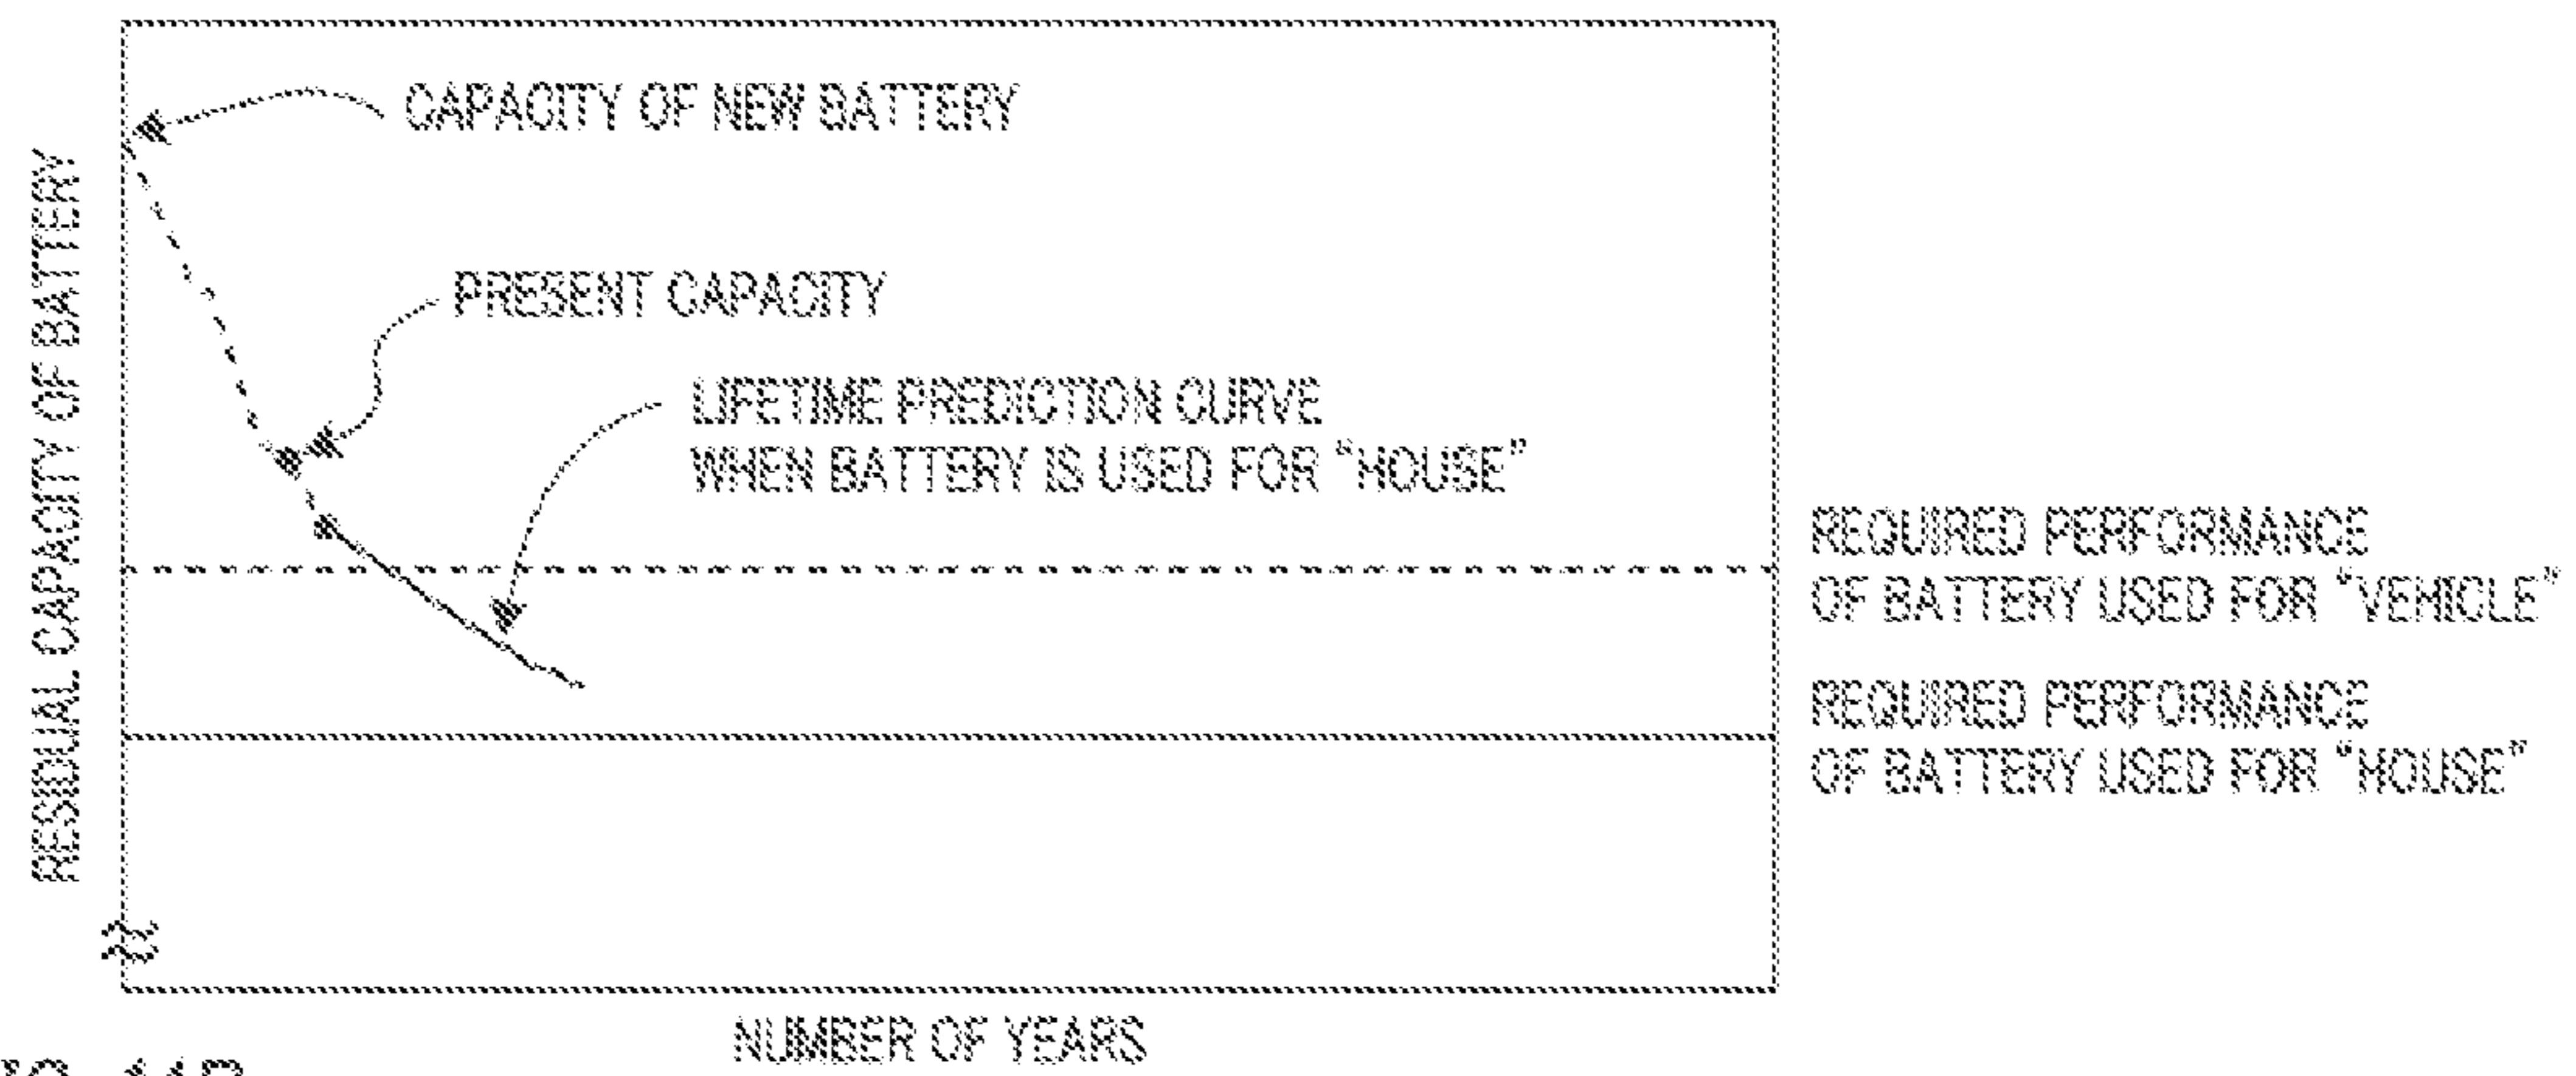 CAPACITY OF NEW BATTERY
PRESENT CAPACITY
LIFETIME PREDICTION CURVE
WHEN BATTERY IS USED FOR “HOUSE”
RESIDUAL CAPACITY OF BATTERY
REQUIRED PERFORMANCE
OF BATTERY USED FOR “VEHICLE”
REQUIRED PERFORMANCE
OF BATTERY USED FOR “HOUSE”
NUMBER OF YEARS